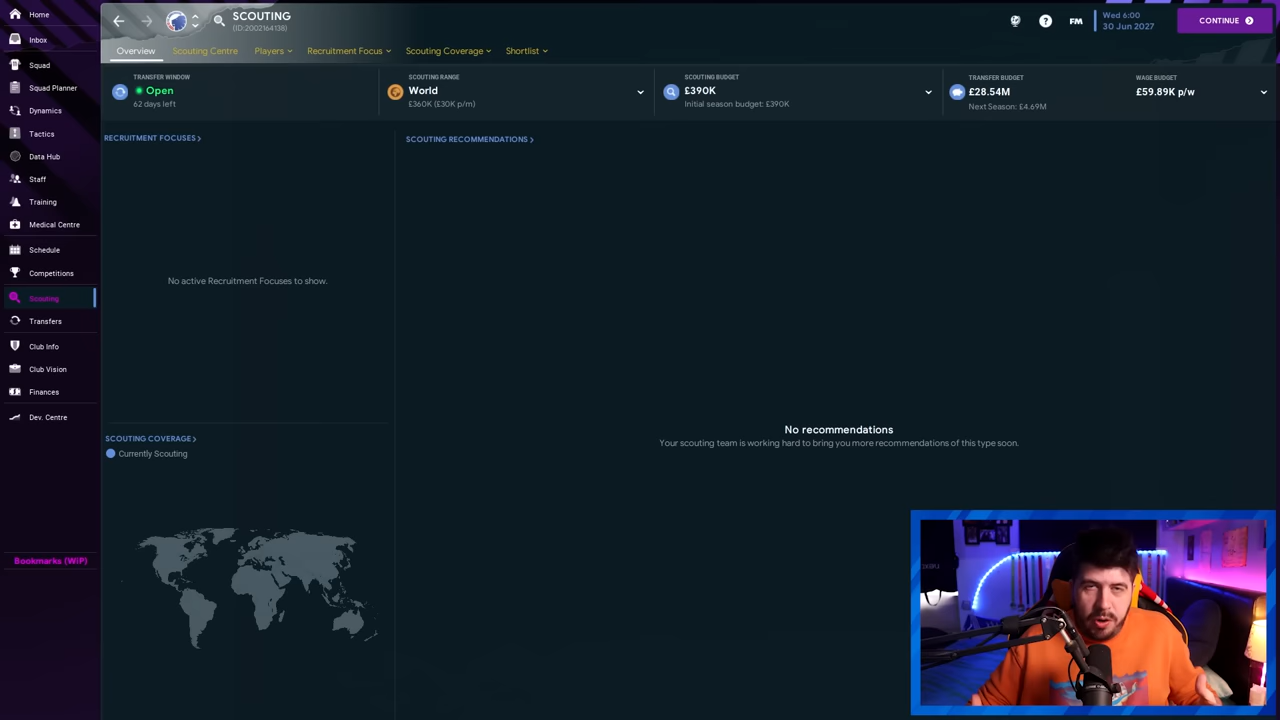 Home
Inbox
Squad
Squad Planner
Dynamics
Tactics
Data Hub
Staff
Training
Medical Centre
Schedule
Competitions
Scouting
Transfers
Club Info
Club Vision
Finances
Dev. Centre
Bookmarks (WiP)
SCOUTING
(ID:2002164138)
FM
Wed 6:00
30 Jun 2027
CONTINUE
Overview
Scouting Centre
Players
Recruitment Focus
Scouting Coverage
Shortlist
TRANSFER WINDOW
Open
62 days left
SCOUTING RANGE
World
£360K (£30K p/m)
SCOUTING BUDGET
£390K
Initial season budget: £390K
TRANSFER BUDGET
£28.54M
Next Season: £4.69M
WAGE BUDGET
£59.89K p/w
RECRUITMENT FOCUSES
No active Recruitment Focuses to show.
SCOUTING COVERAGE
Currently Scouting
SCOUTING RECOMMENDATIONS
No recommendations
Your scouting team is working hard to bring you more recommendations of this type soon.